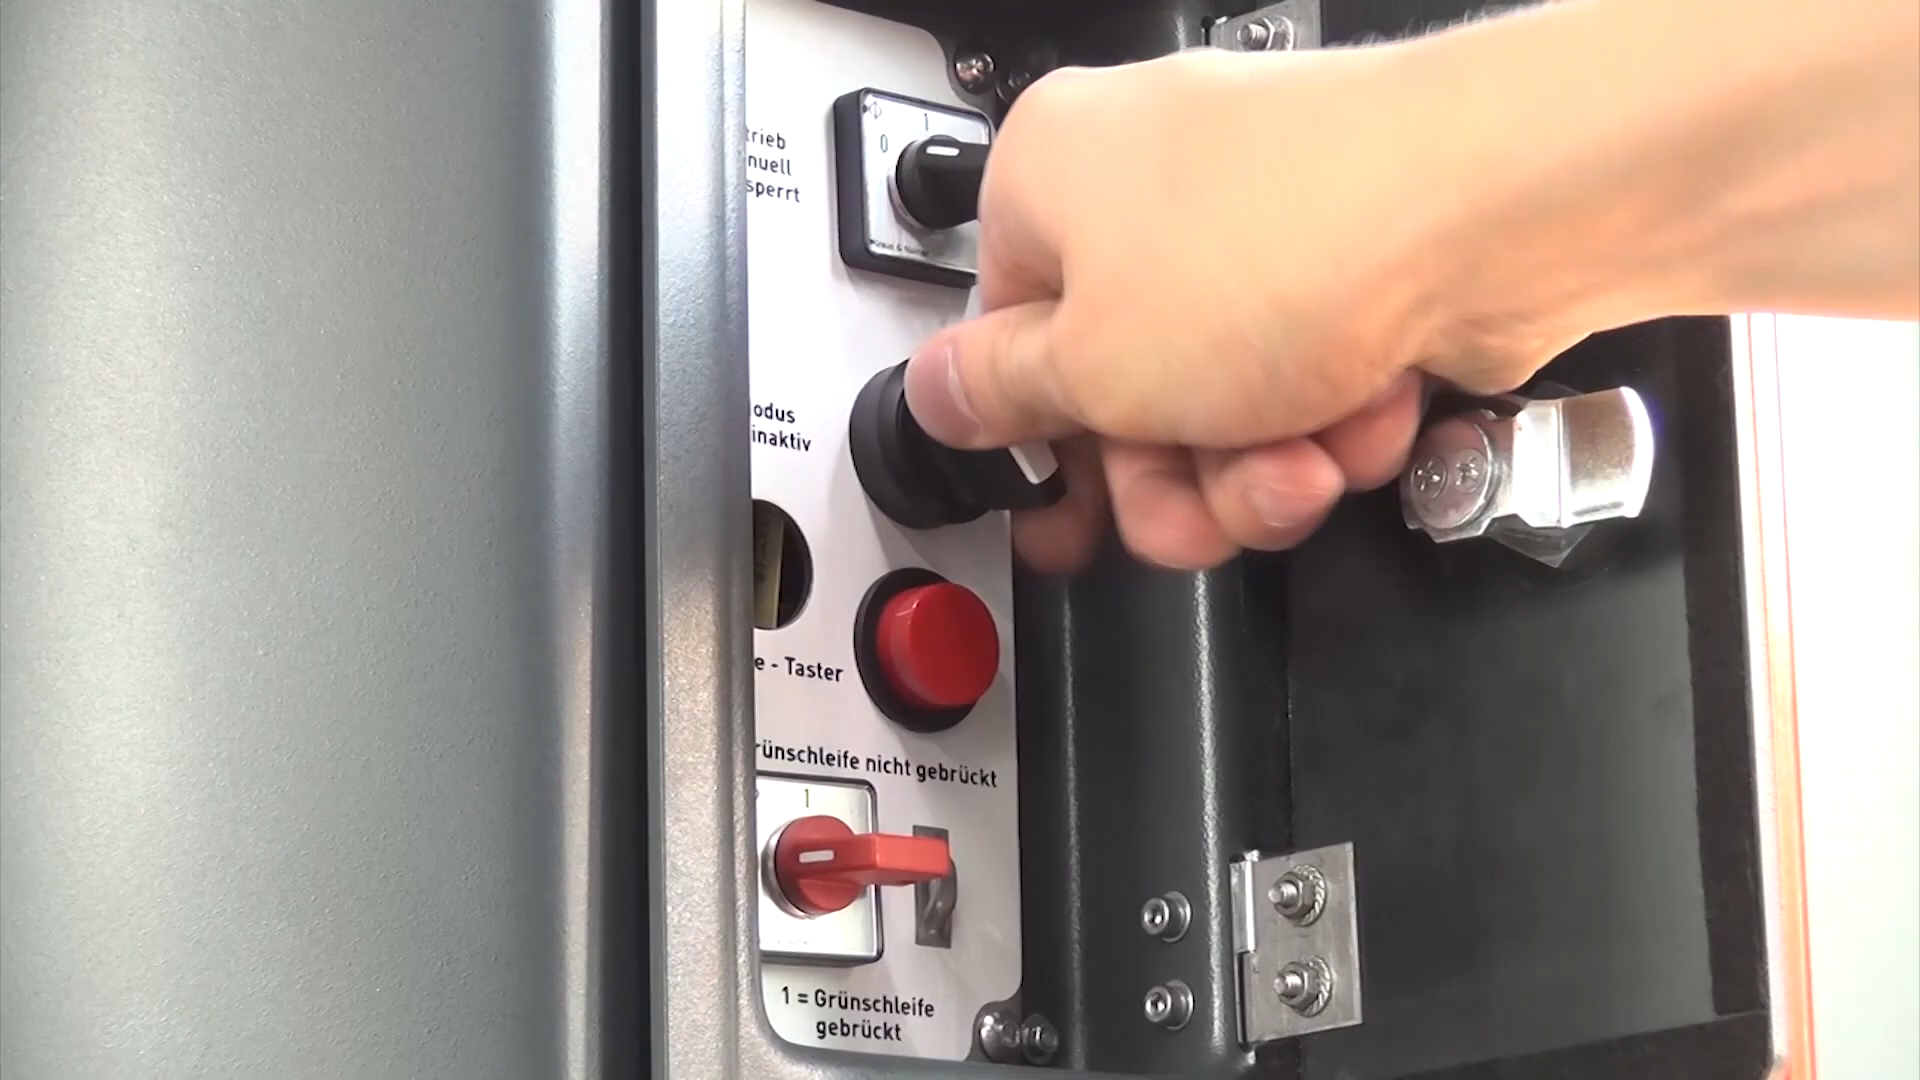 trieb
nuell
sperrt
1
0
odus
inaktiv
e - Taster
rünschleife nicht gebrückt
1
1 = Grünschleife
gebrückt